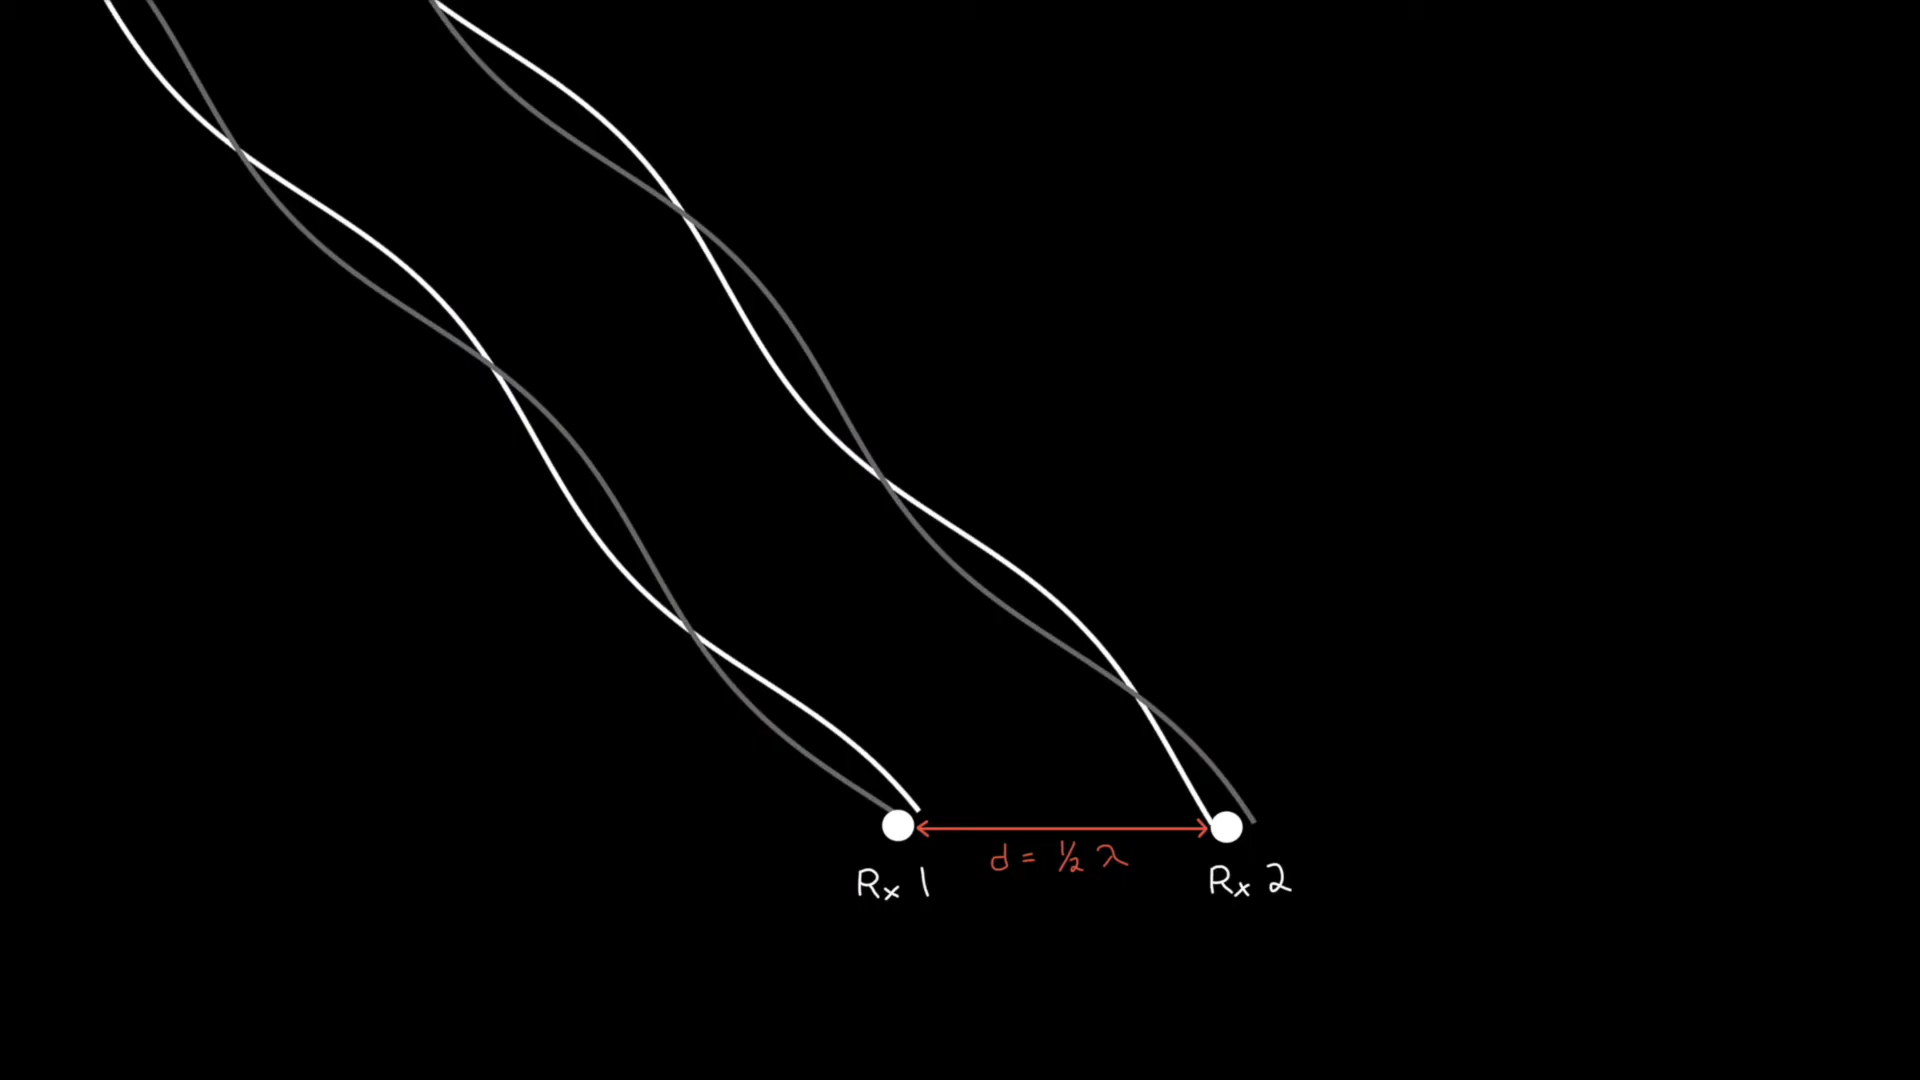 d = ½ λ
Rx 1
Rx 2